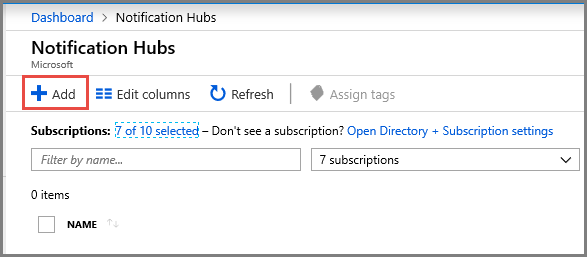 Dashboard > Notification Hubs
Notification Hubs
Microsoft
Add Edit columns Refresh Assign tags
Subscriptions: 7 of 10 selected – Don't see a subscription? Open Directory + Subscription settings
Filter by name... 7 subscriptions
0 items
NAME